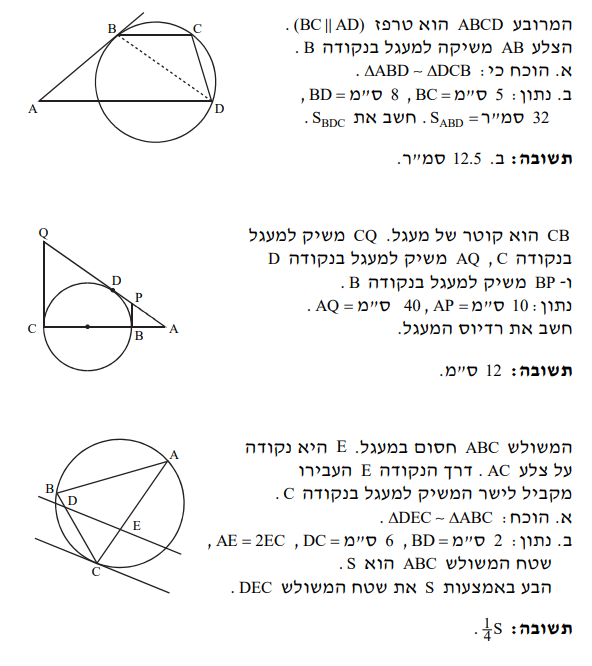 המרובע ABCD הוא טרפז (BC || AD).
הצלע AB משיקה למעגל בנקודה B.
א. הוכח כי: ΔABD ~ ΔDCB.
ב. נתון: 5 ס״מ = BC, 8 ס״מ = BD,
32 סמ״ר = S_ABD. חשב את S_BDC.
תשובה: ב. 12.5 סמ״ר.
B
C
A
D
CB הוא קוטר של מעגל. CQ משיק למעגל
בנקודה C, AQ משיק למעגל בנקודה D
ו- BP משיק למעגל בנקודה B.
נתון: 10 ס״מ = AP, 40 ס״מ = AQ.
חשב את רדיוס המעגל.
תשובה: 12 ס״מ.
Q
D
P
C
B
A
המשולש ABC חסום במעגל. E היא נקודה
על צלע AC. דרך הנקודה E העבירו
מקביל לישר המשיק למעגל בנקודה C.
א. הוכח: ΔDEC ~ ΔABC.
ב. נתון: 2 ס״מ = BD, 6 ס״מ = DC, AE = 2EC,
שטח המשולש ABC הוא S.
הבע באמצעות S את שטח המשולש DEC.
תשובה: ¼S.
A
B
D
E
C